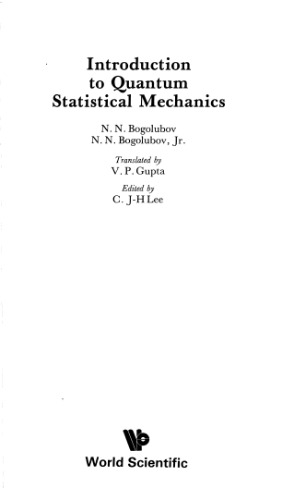 Introduction
to Quantum
Statistical Mechanics
N. N. Bogolubov
N. N. Bogolubov, Jr.
Translated by
V. P. Gupta
Edited by
C. J-H Lee
World Scientific